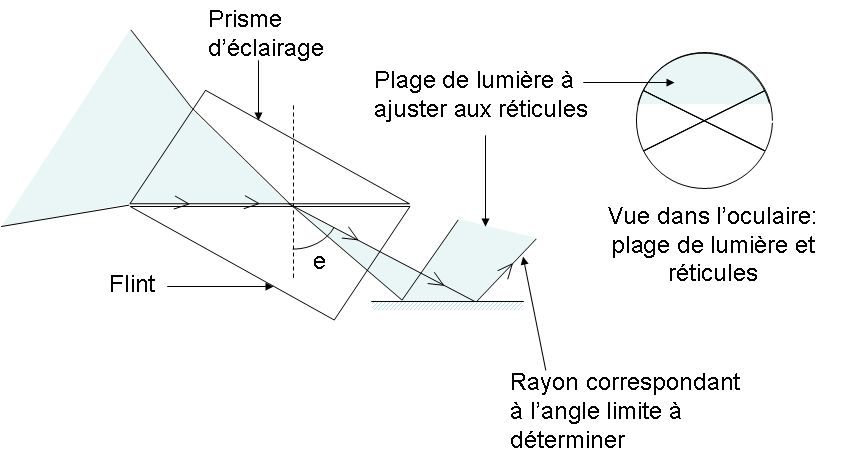 Prisme
d'éclairage
Plage de lumière à
ajuster aux réticules
Vue dans l'oculaire:
plage de lumière et
réticules
e
Flint
Rayon correspondant
à l'angle limite à
déterminer